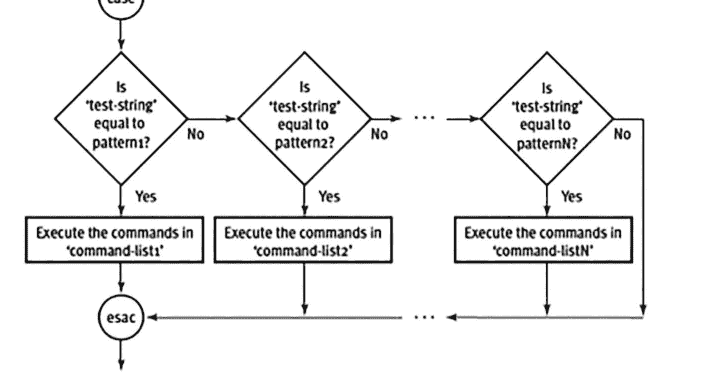 case
Is
'test-string'
equal to
pattern1?
No
Is
'test-string'
equal to
pattern2?
No
...
Is
'test-string'
equal to
patternN?
No
Yes
Yes
Yes
Execute the commands in
'command-list1'
Execute the commands in
'command-list2'
Execute the commands in
'command-listN'
esac
...